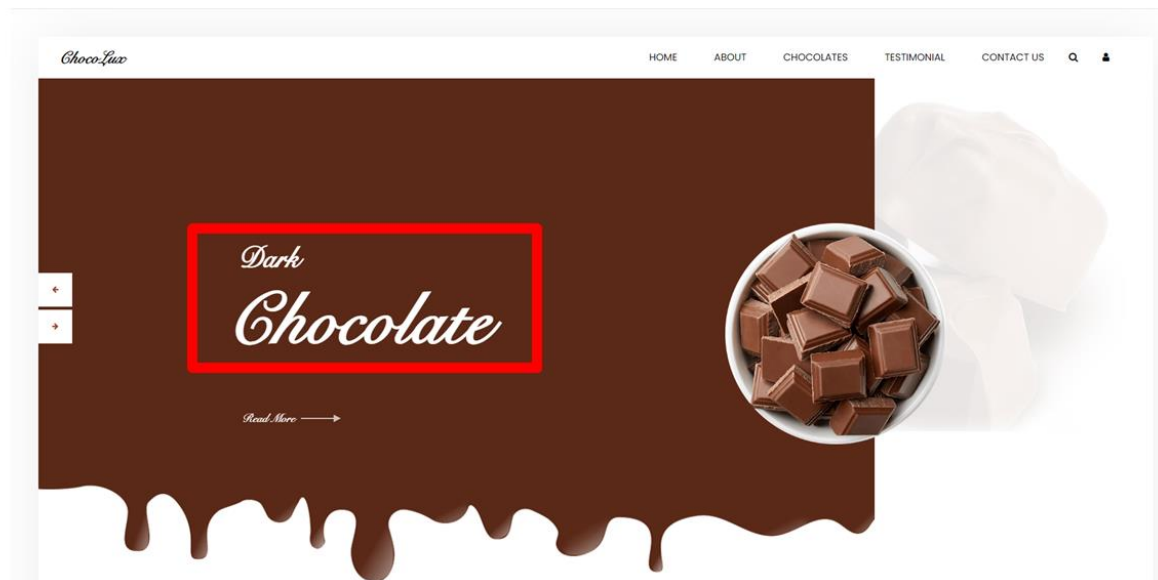 ChocoLux
HOME ABOUT CHOCOLATES TESTIMONIAL CONTACT US
Dark
Chocolate
Read More